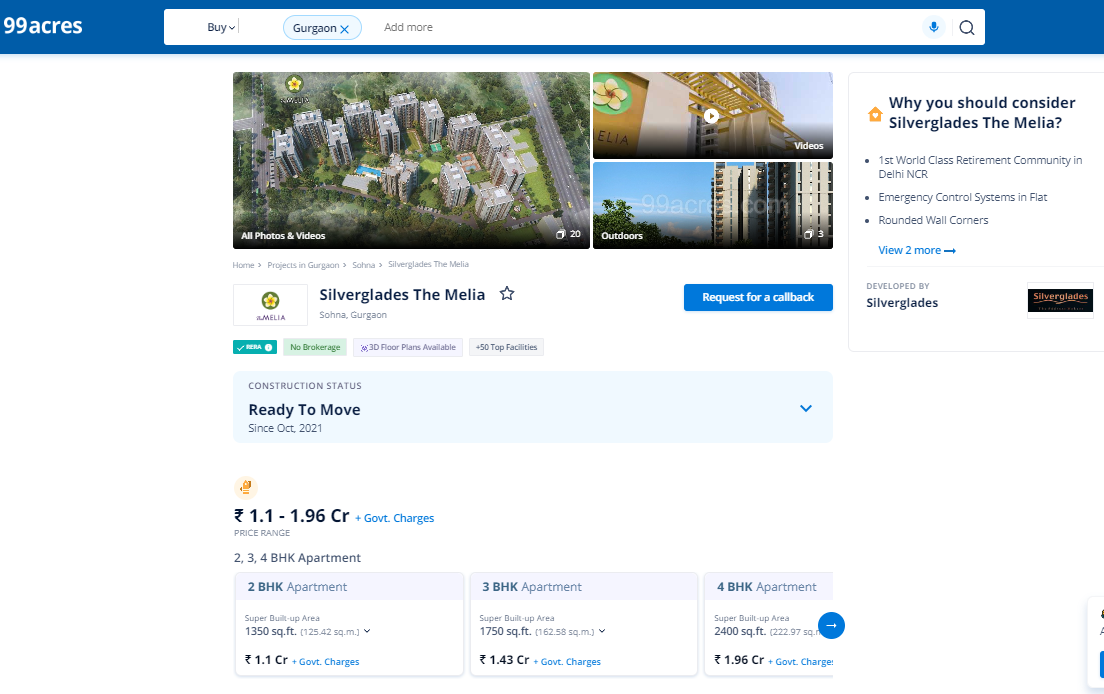 99acres
Buy
Gurgaon
Add more
MELIA
ELIA
Videos
99acres.com
All Photos & Videos
20
Outdoors
3
Why you should consider
Silverglades The Melia?
1st World Class Retirement Community in
Delhi NCR
Emergency Control Systems in Flat
Rounded Wall Corners
View 2 more
DEVELOPED BY
Silverglades
Silverglades
Home > Projects in Gurgaon > Sohna > Silverglades The Melia
the MELIA
Silverglades The Melia
Sohna, Gurgaon
Request for a callback
RERA
No Brokerage
3D Floor Plans Available
+50 Top Facilities
CONSTRUCTION STATUS
Ready To Move
Since Oct, 2021
₹ 1.1 - 1.96 Cr + Govt. Charges
PRICE RANGE
2, 3, 4 BHK Apartment
2 BHK Apartment
Super Built-up Area
1350 sq.ft. (125.42 sq.m.)
₹ 1.1 Cr + Govt. Charges
3 BHK Apartment
Super Built-up Area
1750 sq.ft. (162.58 sq.m.)
₹ 1.43 Cr + Govt. Charges
4 BHK Apartment
Super Built-up Area
2400 sq.ft. (222.97 sq.m
₹ 1.96 Cr + Govt. Charges